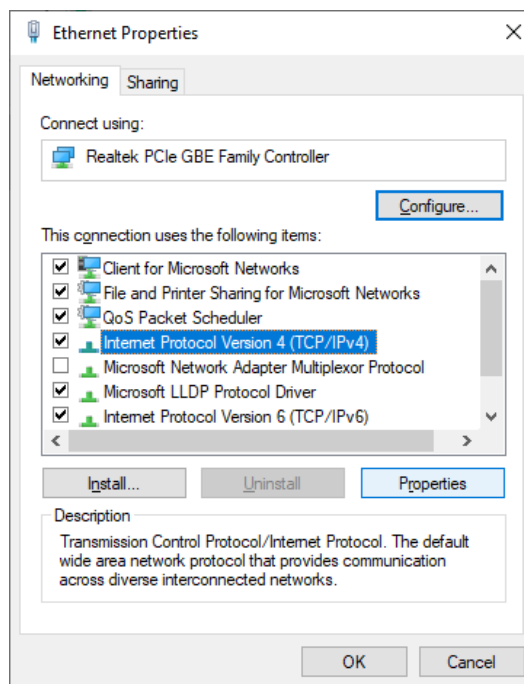 Ethernet Properties
Networking
Sharing
Connect using:
Realtek PCIe GBE Family Controller
Configure...
This connection uses the following items:
Client for Microsoft Networks
File and Printer Sharing for Microsoft Networks
QoS Packet Scheduler
Internet Protocol Version 4 (TCP/IPv4)
Microsoft Network Adapter Multiplexor Protocol
Microsoft LLDP Protocol Driver
Internet Protocol Version 6 (TCP/IPv6)
Install...
Uninstall
Properties
Description
Transmission Control Protocol/Internet Protocol. The default
wide area network protocol that provides communication
across diverse interconnected networks.
OK
Cancel